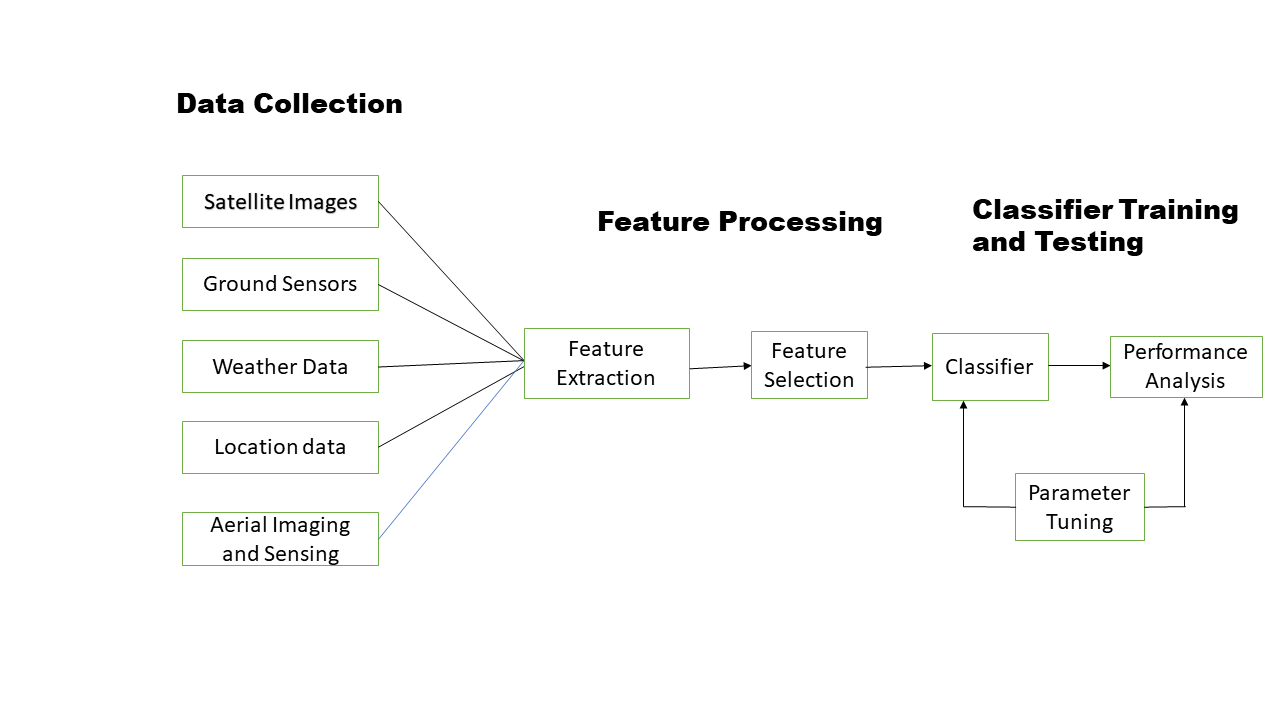 Data Collection
Satellite Images
Ground Sensors
Weather Data
Location data
Aerial Imaging
and Sensing
Feature Processing
Feature
Extraction
Feature
Selection
Classifier Training
and Testing
Classifier
Performance
Analysis
Parameter
Tuning